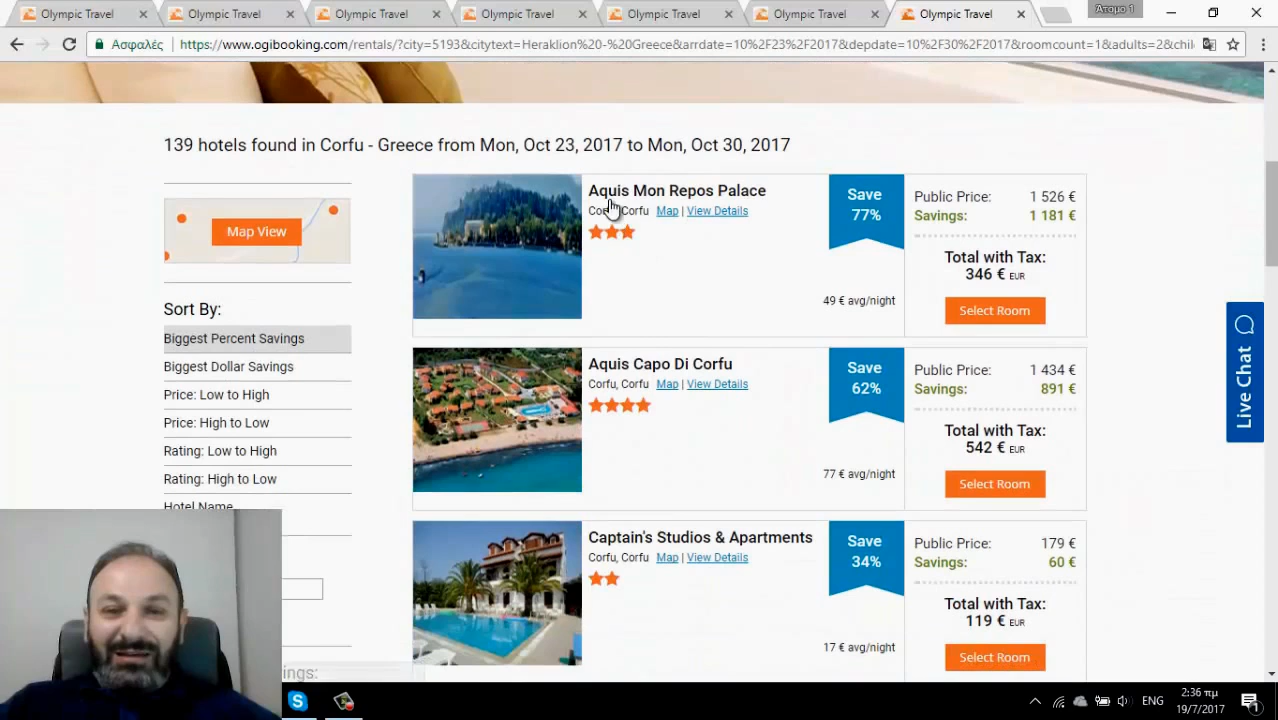 Olympic Travel
Olympic Travel
Olympic Travel
Olympic Travel
Olympic Travel
Olympic Travel
Olympic Travel
Άτομο 1
Ασφαλές
https://www.ogibooking.com/rentals/?city=5193&citytext=Heraklion%20-%20Greece&arrdate=10%2F23%2F2017&depdate=10%2F30%2F2017&roomcount=1&adults=2&chil
139 hotels found in Corfu - Greece from Mon, Oct 23, 2017 to Mon, Oct 30, 2017
Map View
Sort By:
Biggest Percent Savings
Biggest Dollar Savings
Price: Low to High
Price: High to Low
Rating: Low to High
Rating: High to Low
Hotel Name
ings:
Aquis Mon Repos Palace
Corfu, Corfu Map | View Details
Save
77%
49 € avg/night
Public Price: 1 526 €
Savings: 1 181 €
Total with Tax:
346 € EUR
Select Room
Aquis Capo Di Corfu
Corfu, Corfu Map | View Details
Save
62%
77 € avg/night
Public Price: 1 434 €
Savings: 891 €
Total with Tax:
542 € EUR
Select Room
Captain's Studios & Apartments
Corfu, Corfu Map | View Details
Save
34%
17 € avg/night
Public Price: 179 €
Savings: 60 €
Total with Tax:
119 € EUR
Select Room
Live Chat
ENG
2:36 πμ
19/7/2017
1